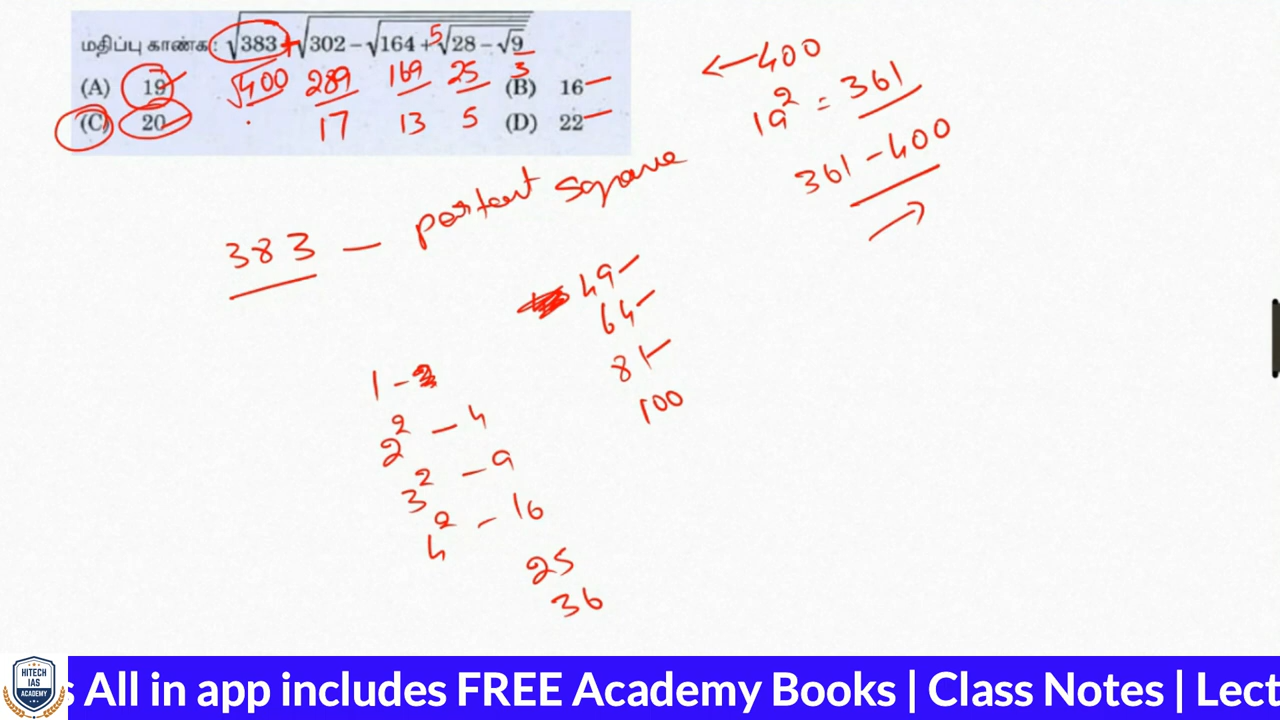 மதிப்பு காண்க: √383+√302-√164+√28-√9
5
3
(A) 19 (B) 16
(C) 20 (D) 22
√400 289 169 25
17 13 5
400
19² = 361
361-400
383 - perfect square
49
64
81
100
1 -
2² - 4
3² - 9
4² - 16
25
36
HITECH
IAS
ACADEMY
All in app includes FREE Academy Books | Class Notes | Lect